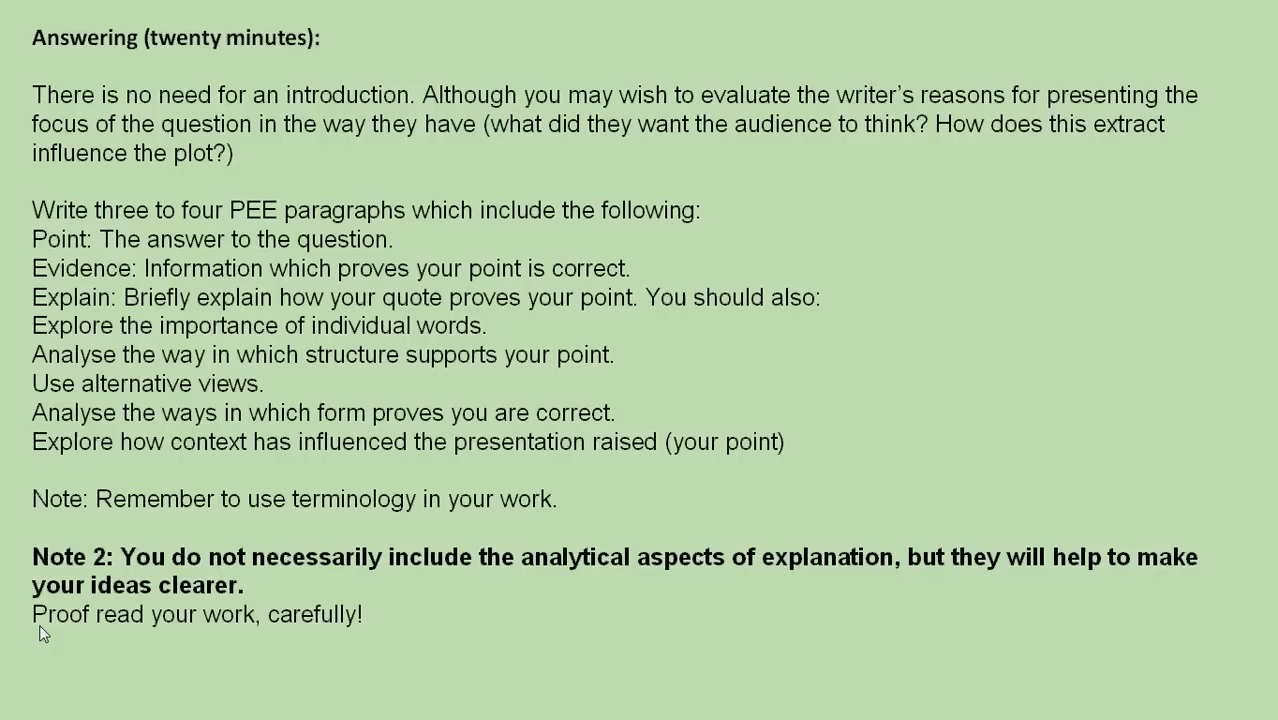 Answering (twenty minutes):
There is no need for an introduction. Although you may wish to evaluate the writer's reasons for presenting the
focus of the question in the way they have (what did they want the audience to think? How does this extract
influence the plot?)
Write three to four PEE paragraphs which include the following:
Point: The answer to the question.
Evidence: Information which proves your point is correct.
Explain: Briefly explain how your quote proves your point. You should also:
Explore the importance of individual words.
Analyse the way in which structure supports your point.
Use alternative views.
Analyse the ways in which form proves you are correct.
Explore how context has influenced the presentation raised (your point)
Note: Remember to use terminology in your work.
Note 2: You do not necessarily include the analytical aspects of explanation, but they will help to make
your ideas clearer.
Proof read your work, carefully!